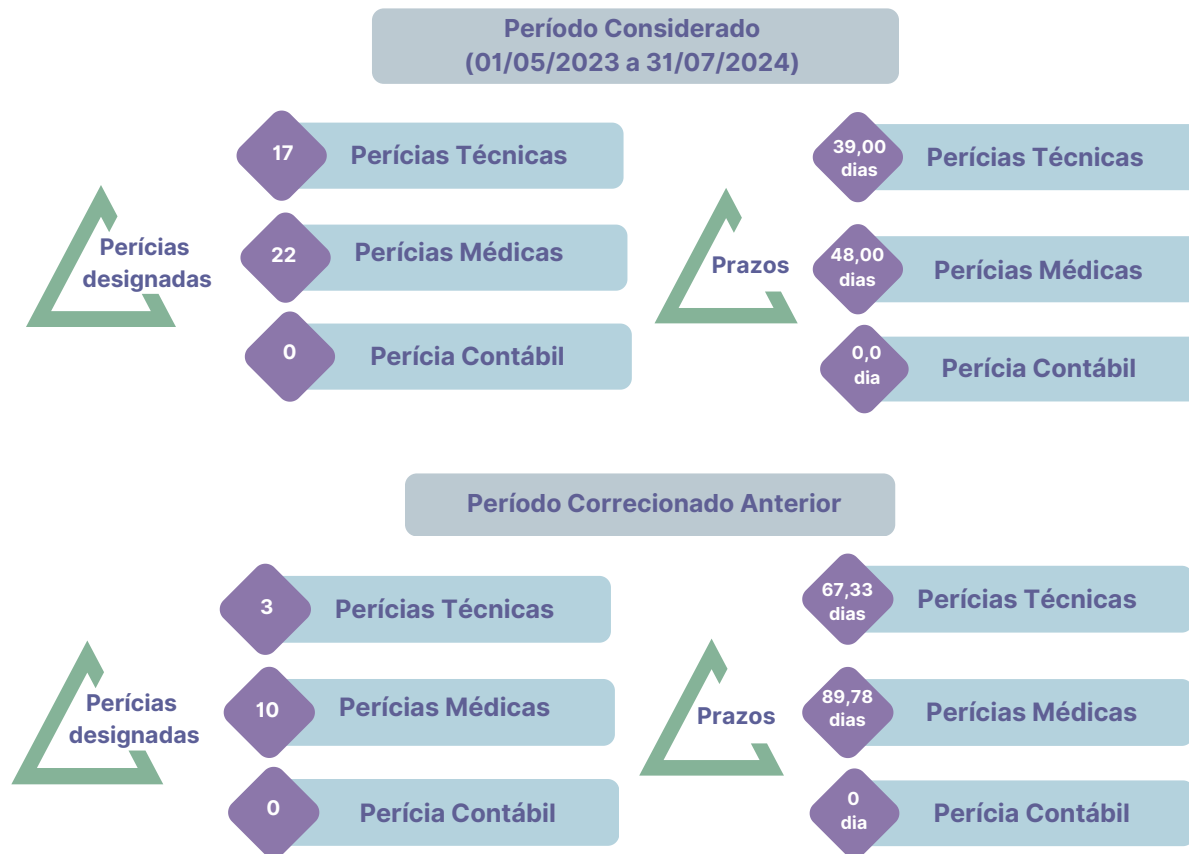 Período Considerado
(01/05/2023 a 31/07/2024)
Perícias
designadas
17
Perícias Técnicas
22
Perícias Médicas
0
Perícia Contábil
Prazos
39,00
dias
Perícias Técnicas
48,00
dias
Perícias Médicas
0,0
dia
Perícia Contábil
Período Correcionado Anterior
Perícias
designadas
3
Perícias Técnicas
10
Perícias Médicas
0
Perícia Contábil
Prazos
67,33
dias
Perícias Técnicas
89,78
dias
Perícias Médicas
0
dia
Perícia Contábil